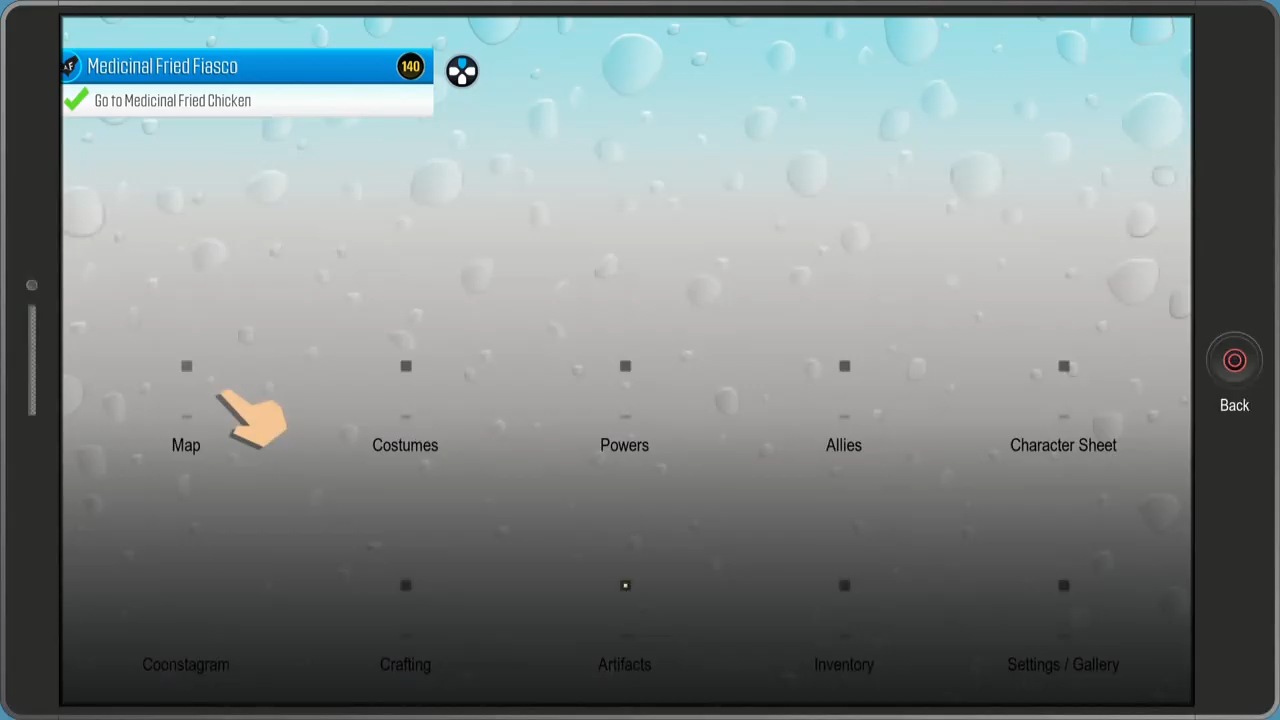 Medicinal Fried Fiasco 140
Go to Medicinal Fried Chicken
Back
Map Costumes Powers Allies Character Sheet
Coonstagram Crafting Artifacts Inventory Settings / Gallery